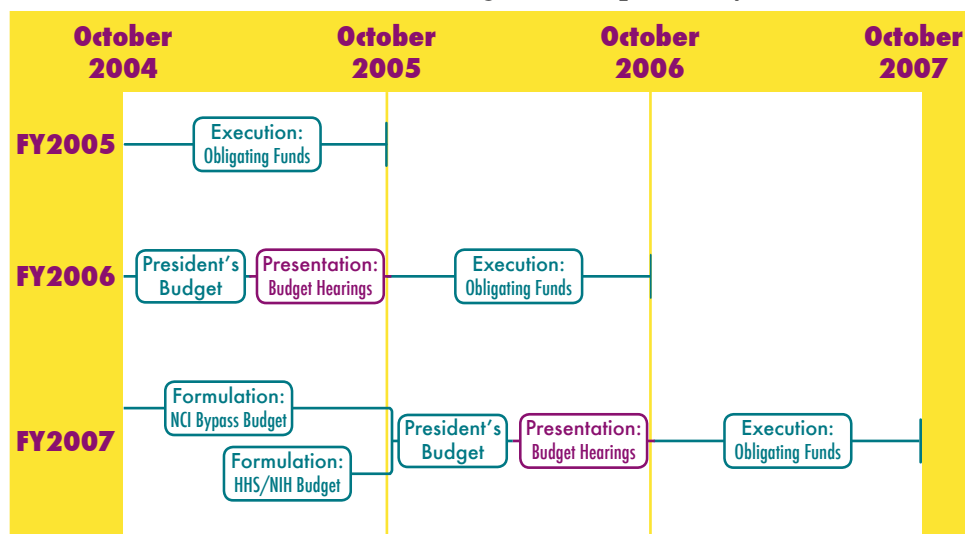 October 2004
October 2005
October 2006
October 2007
FY2005
Execution:
Obligating Funds
FY2006
President's
Budget
Presentation:
Budget Hearings
Execution:
Obligating Funds
FY2007
Formulation:
NCI Bypass Budget
Formulation:
HHS/NIH Budget
President's
Budget
Presentation:
Budget Hearings
Execution:
Obligating Funds